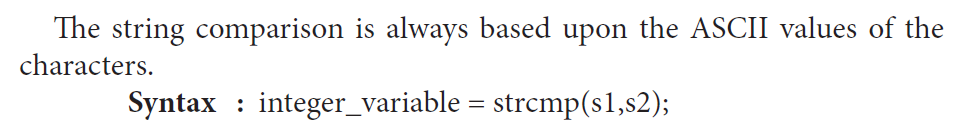 The string comparison is always based upon the ASCII values of the
characters.
Syntax : integer_variable = strcmp(s1,s2);